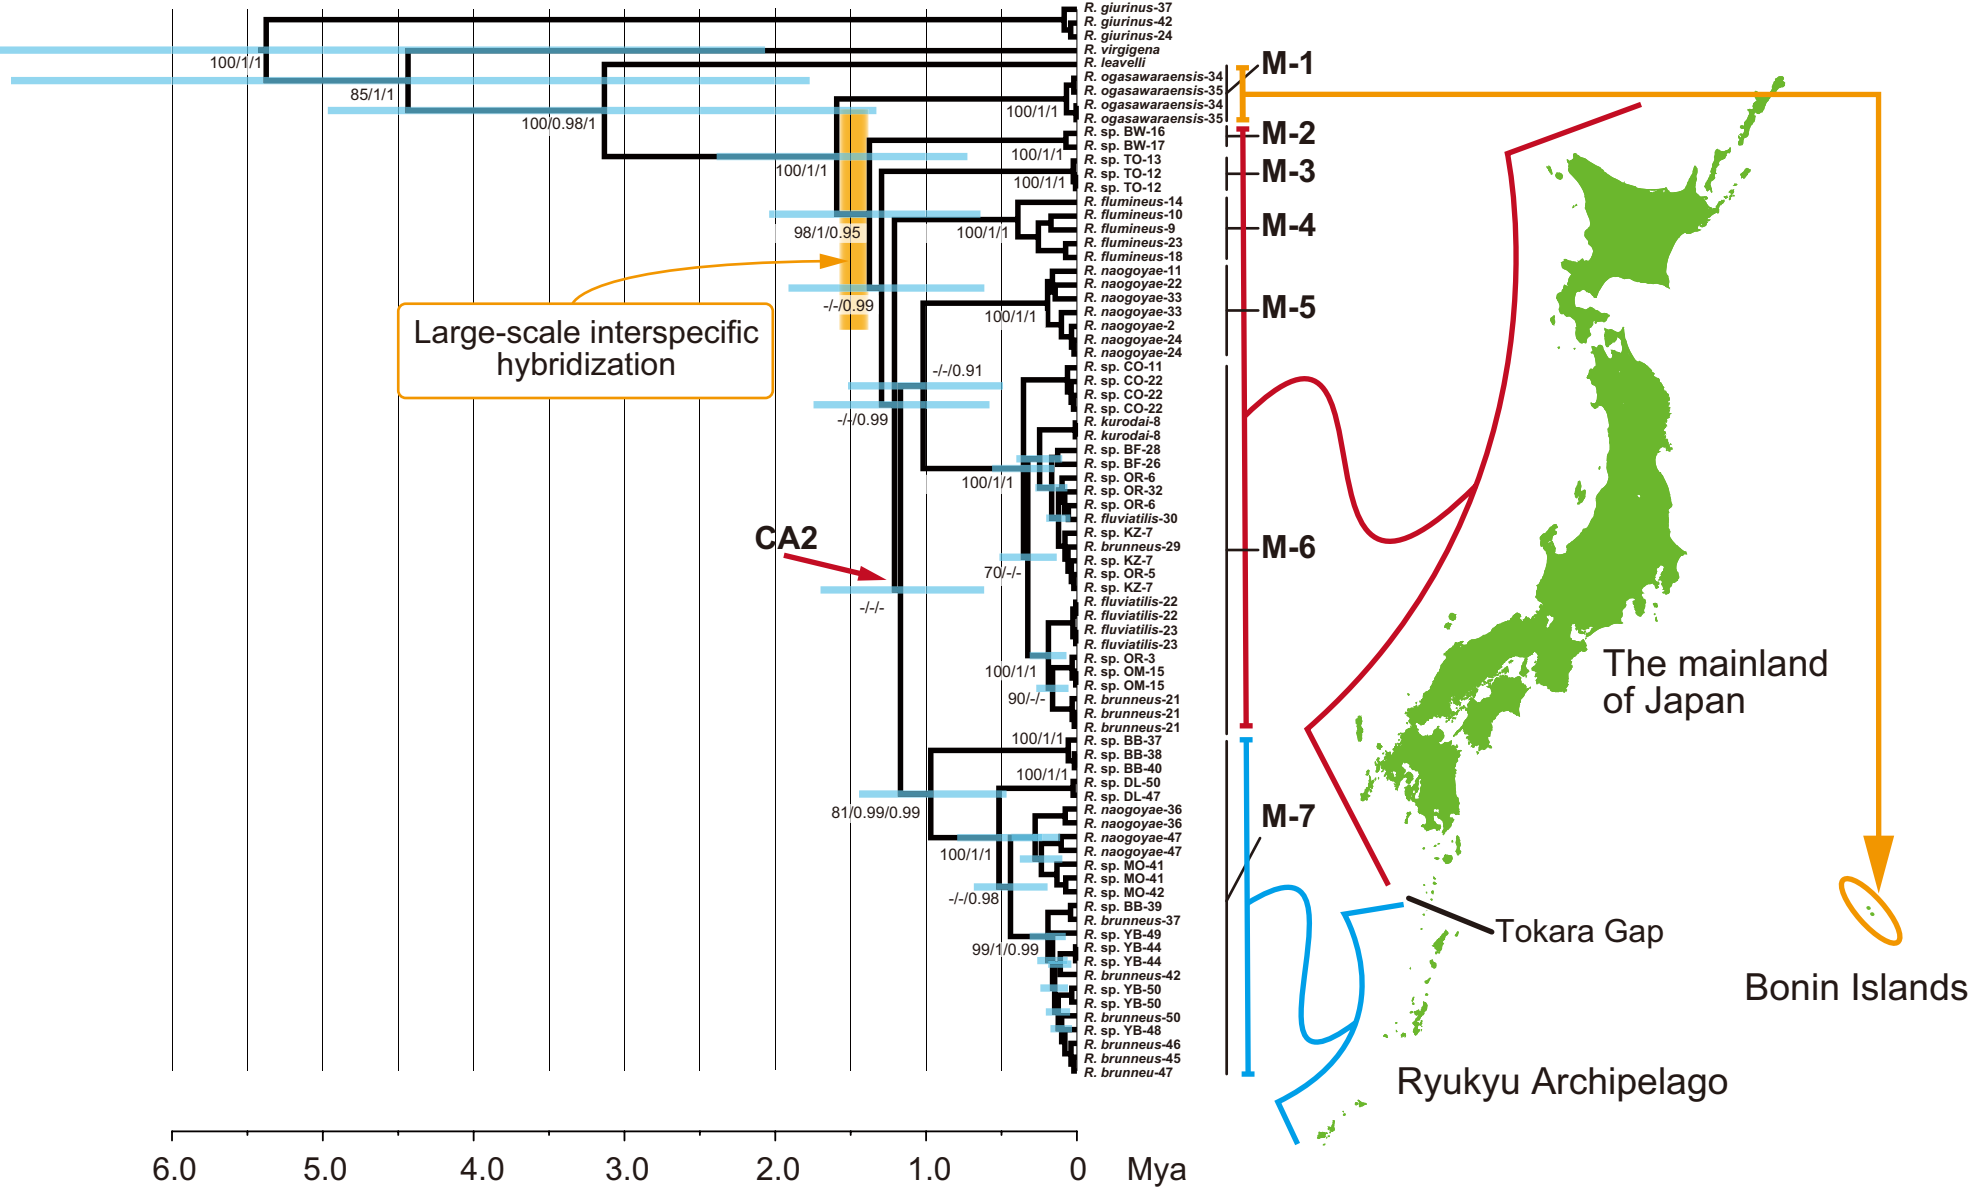 R. giurinus-37
R. giurinus-42
R. giurinus-24
R. virgigena
R. leavelli
R. ogasawaraensis-34
R. ogasawaraensis-35
R. ogasawaraensis-34
R. ogasawaraensis-35
R. sp. BW-16
R. sp. BW-17
R. sp. TO-13
R. sp. TO-12
R. sp. TO-12
R. flumineus-14
R. flumineus-10
R. flumineus-9
R. flumineus-23
R. flumineus-18
R. naogoyae-11
R. naogoyae-22
R. naogoyae-33
R. naogoyae-33
R. naogoyae-2
R. naogoyae-24
R. naogoyae-24
R. sp. CO-11
R. sp. CO-22
R. sp. CO-22
R. sp. CO-22
R. kurodai-8
R. kurodai-8
R. sp. BF-28
R. sp. BF-26
R. sp. OR-6
R. sp. OR-32
R. sp. OR-6
R. fluviatilis-30
R. sp. KZ-7
R. brunneus-29
R. sp. KZ-7
R. sp. OR-5
R. sp. KZ-7
R. fluviatilis-22
R. fluviatilis-22
R. fluviatilis-23
R. fluviatilis-23
R. sp. OR-3
R. sp. OM-15
R. sp. OM-15
R. brunneus-21
R. brunneus-21
R. brunneus-21
R. sp. BB-37
R. sp. BB-38
R. sp. BB-40
R. sp. DL-50
R. sp. DL-47
R. naogoyae-36
R. naogoyae-36
R. naogoyae-47
R. naogoyae-47
R. sp. MO-41
R. sp. MO-41
R. sp. MO-42
R. sp. BB-39
R. brunneus-37
R. sp. YB-49
R. sp. YB-44
R. sp. YB-44
R. brunneus-42
R. sp. YB-50
R. sp. YB-50
R. brunneus-50
R. sp. YB-48
R. brunneus-46
R. brunneus-45
R. brunneu-47
100/1/1
85/1/1
100/0.98/1
100/1/1
100/1/1
100/1/1
100/1/1
98/1/0.95
100/1/1
-/-/0.99
100/1/1
-/-/0.91
-/-/0.99
100/1/1
70/-/-
-/-/-
100/1/1
90/-/-
100/1/1
100/1/1
81/0.99/0.99
100/1/1
-/-/0.98
99/1/0.99
Large-scale interspecific
hybridization
CA2
M-1
M-2
M-3
M-4
M-5
M-6
M-7
The mainland
of Japan
Tokara Gap
Bonin Islands
Ryukyu Archipelago
6.0 5.0 4.0 3.0 2.0 1.0 0 Mya